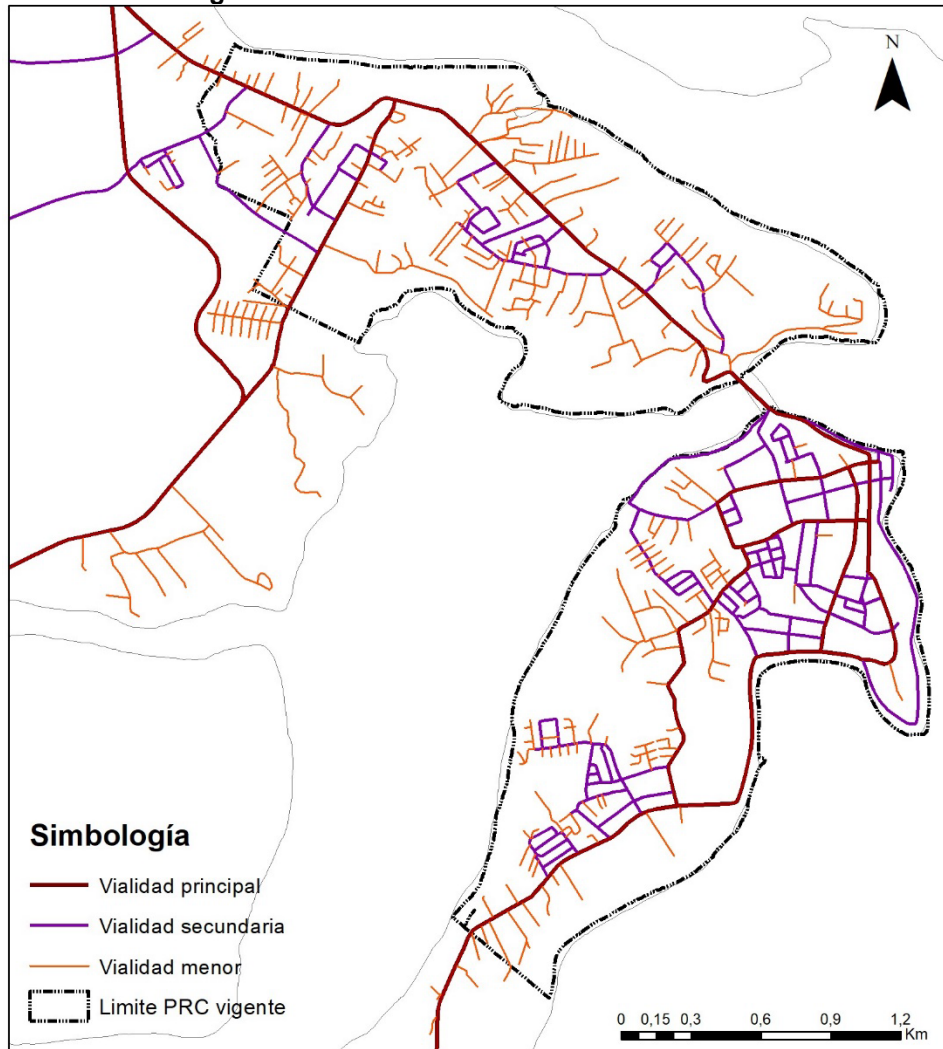 N
Simbología
Vialidad principal
Vialidad secundaria
Vialidad menor
Limite PRC vigente
0 0,15 0,3 0,6 0,9 1,2
Km